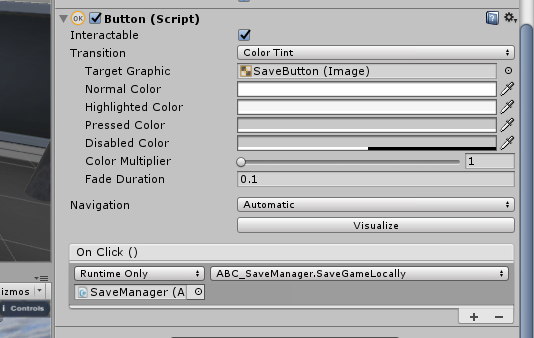 OK Button (Script)
Interactable
Transition Color Tint
Target Graphic SaveButton (Image)
Normal Color
Highlighted Color
Pressed Color
Disabled Color
Color Multiplier 1
Fade Duration 0.1
Navigation Automatic
Visualize
On Click ()
Runtime Only ABC_SaveManager.SaveGameLocally
izmos
SaveManager (A
i Controls
+ −